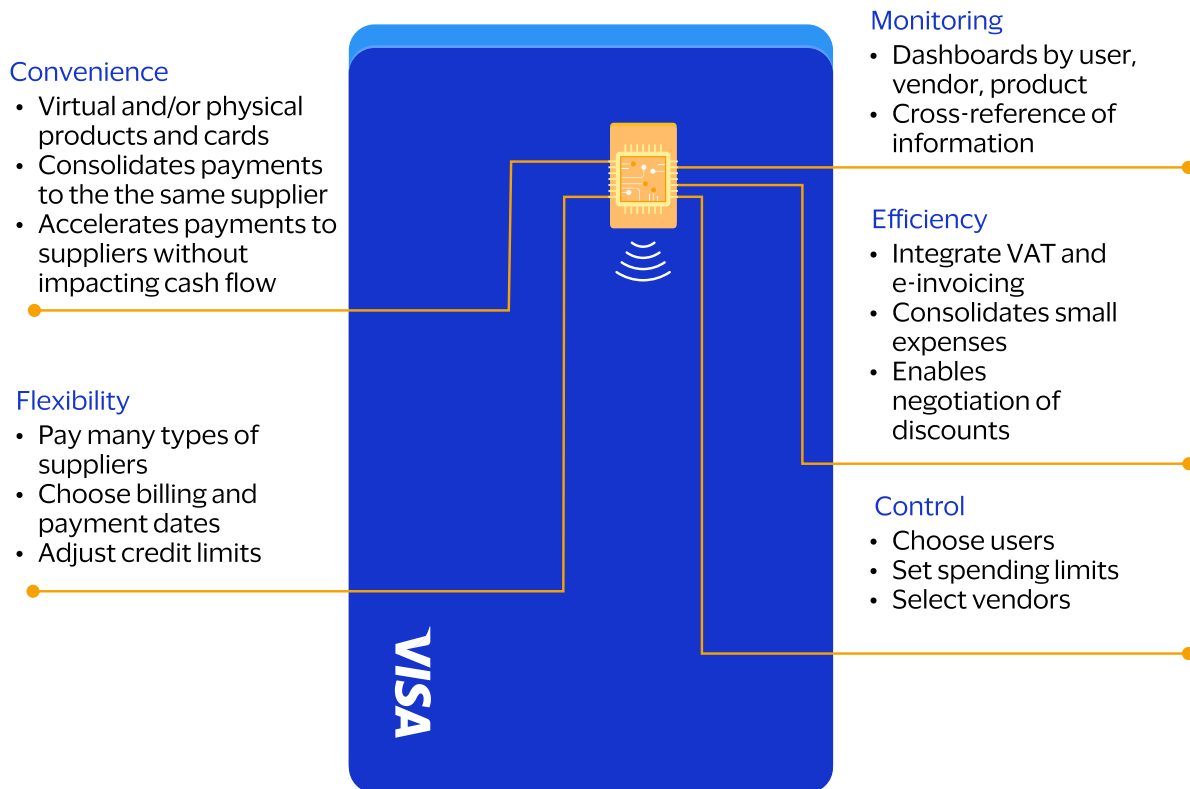 Convenience
• Virtual and/or physical
products and cards
• Consolidates payments
to the the same supplier
• Accelerates payments to
suppliers without
impacting cash flow
Flexibility
• Pay many types of
suppliers
• Choose billing and
payment dates
• Adjust credit limits
VISA
Monitoring
• Dashboards by user,
vendor, product
• Cross-reference of
information
Efficiency
• Integrate VAT and
e-invoicing
• Consolidates small
expenses
• Enables
negotiation of
discounts
Control
• Choose users
• Set spending limits
• Select vendors